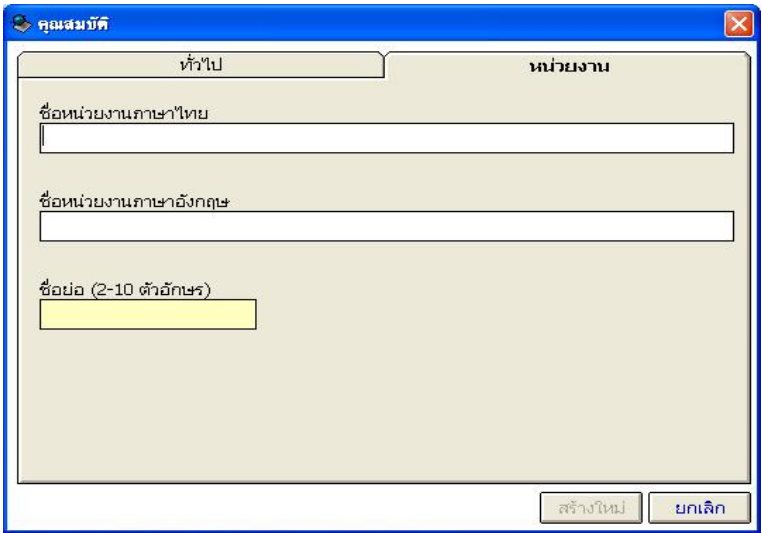 คุณสมบัติ
ทั่วไป
หน่วยงาน
ชื่อหน่วยงานภาษาไทย
ชื่อหน่วยงานภาษาอังกฤษ
ชื่อย่อ (2-10 ตัวอักษร)
สร้างใหม่
ยกเลิก